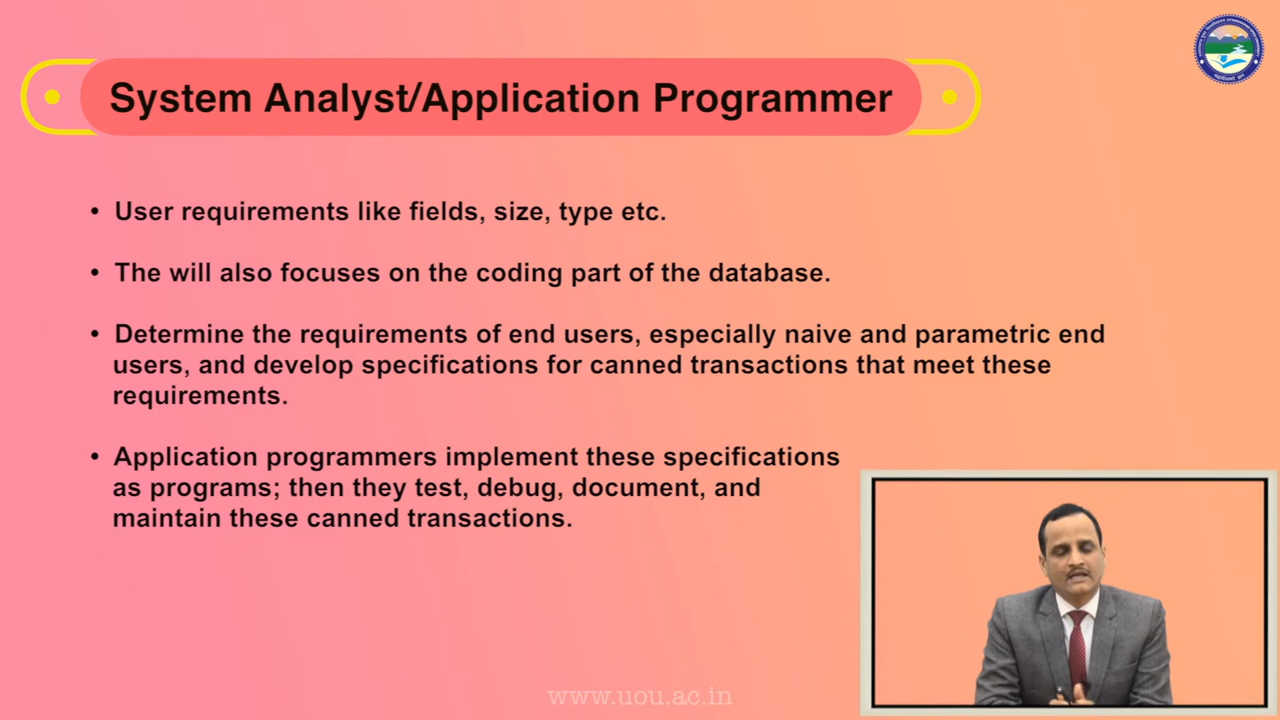 System Analyst/Application Programmer
• User requirements like fields, size, type etc.
• The will also focuses on the coding part of the database.
• Determine the requirements of end users, especially naive and parametric end
users, and develop specifications for canned transactions that meet these
requirements.
• Application programmers implement these specifications
as programs; then they test, debug, document, and
maintain these canned transactions.
www.uou.ac.in